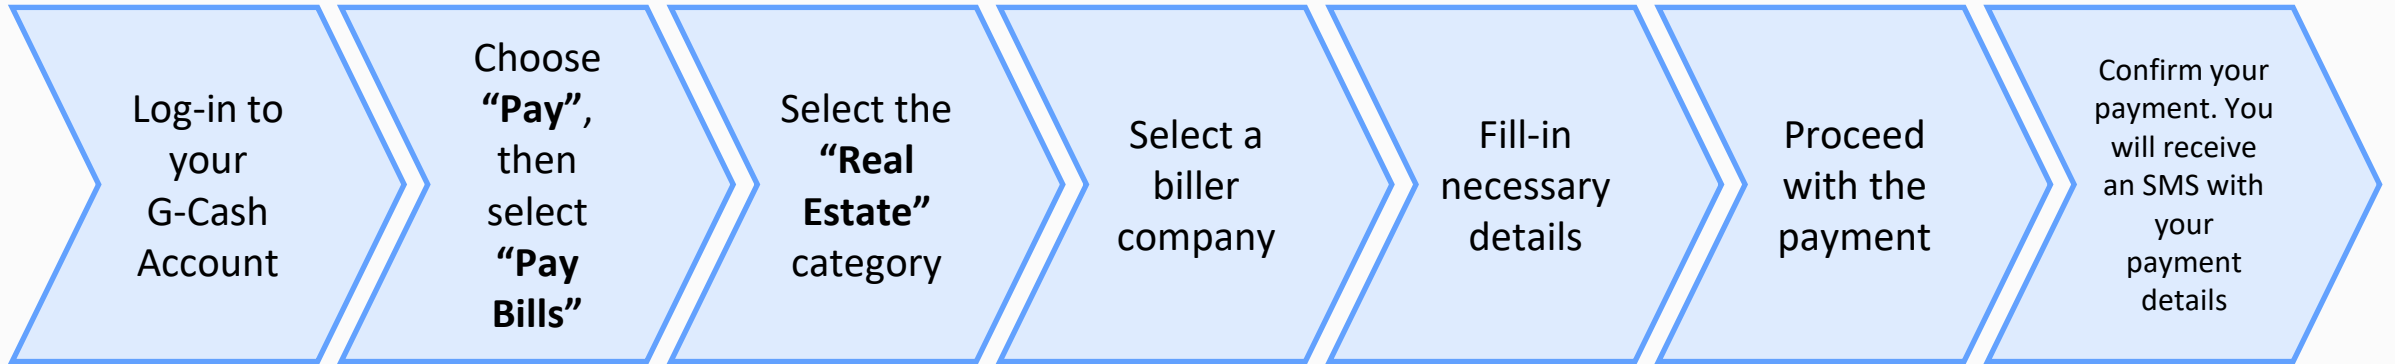 Log-in to
your
G-Cash
Account
Choose
“Pay”,
then
select
“Pay
Bills”
Select the
“Real
Estate”
category
Select a
biller
company
Fill-in
necessary
details
Proceed
with the
payment
Confirm your
payment. You
will receive
an SMS with
your
payment
details